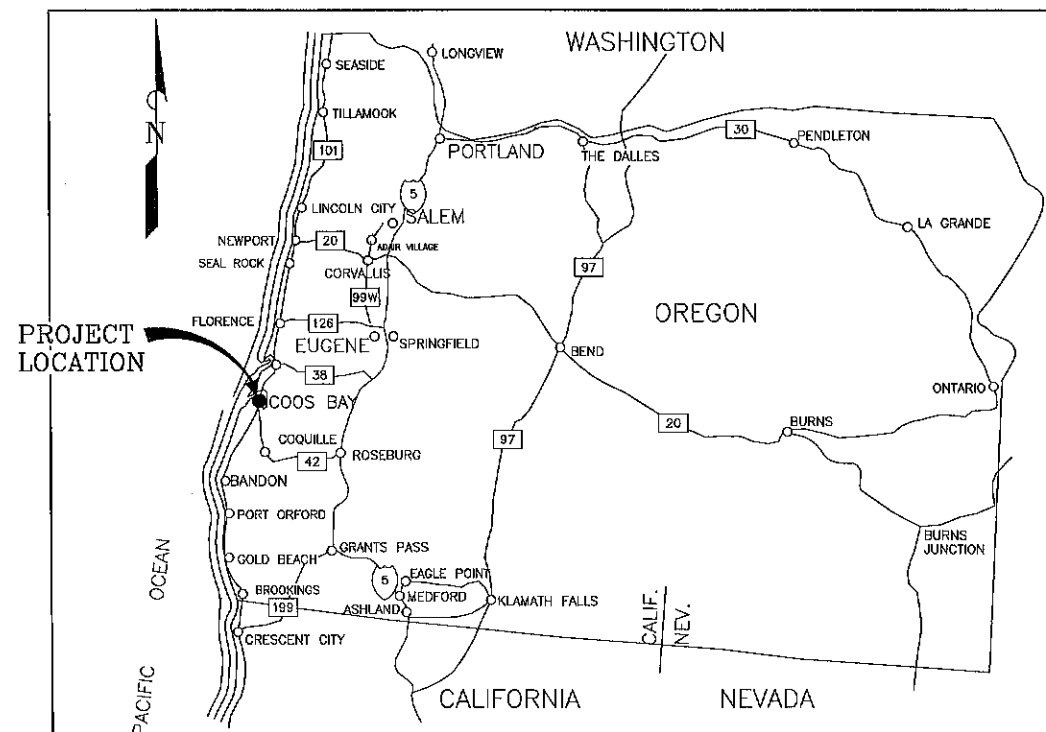 WASHINGTON
LONGVIEW
SEASIDE
N
TILLAMOOK
101
PORTLAND
THE DALLES
30
PENDLETON
5
LINCOLN CITY
SALEM
LA GRANDE
NEWPORT
20
ADAIR VILLAGE
SEAL ROCK
CORVALLIS
97
99W
OREGON
FLORENCE
126
PROJECT
LOCATION
EUGENE
SPRINGFIELD
BEND
38
ONTARIO
COOS BAY
20
BURNS
97
COQUILLE
42
ROSEBURG
BANDON
PORT ORFORD
BURNS
JUNCTION
GOLD BEACH
GRANTS PASS
5
EAGLE POINT
BROOKINGS
MEDFORD
KLAMATH FALLS
199
ASHLAND
CRESCENT CITY
CALIF.
NEV.
PACIFIC OCEAN
CALIFORNIA
NEVADA